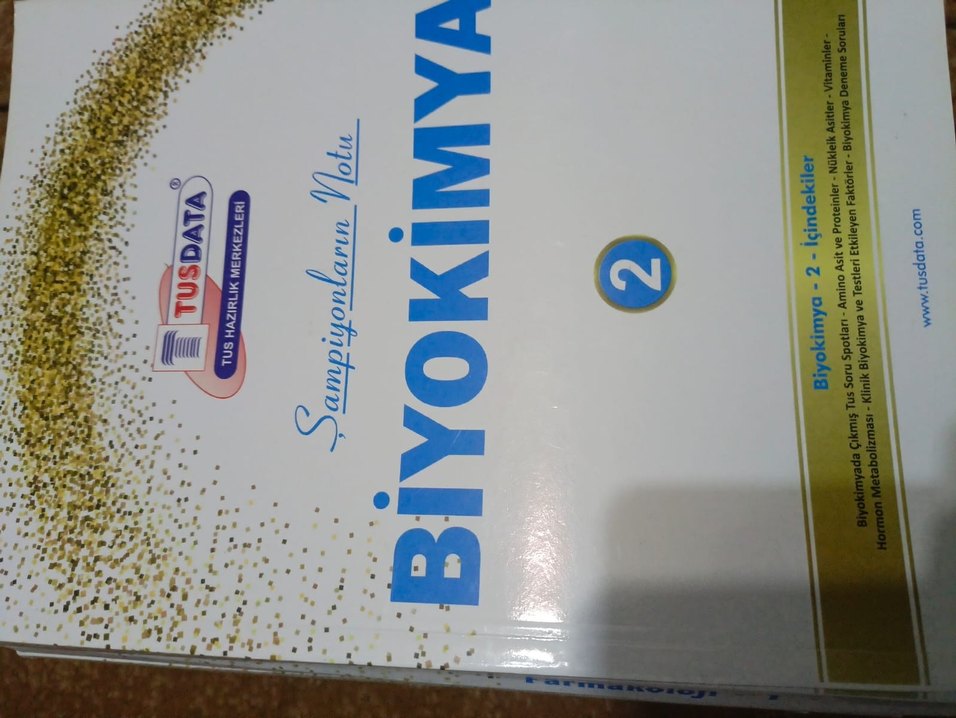 TUSDATA®
TUS HAZIRLIK MERKEZLERİ
Şampiyonların Notu
BİYOKİMYA
2
Biyokimya - 2 - İçindekiler
Biyokimyada Çıkmış Tus Soru Spotları - Amino Asit ve Proteinler - Nükleik Asitler - Vitaminler -
Hormon Metabolizması - Klinik Biyokimya ve Testleri Etkileyen Faktörler - Biyokimya Deneme Soruları
www.tusdata.com
Farmakoloji